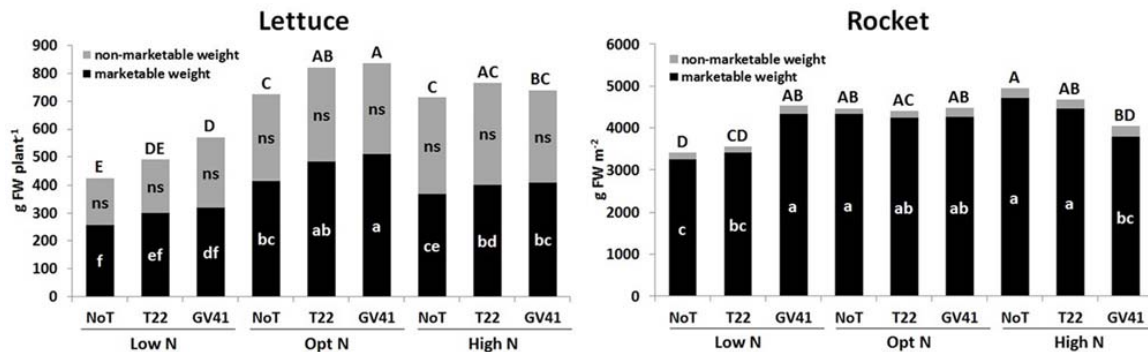 Lettuce
900
800
700
600
500
400
300
200
100
0
g FW plant-1
non-marketable weight
marketable weight
E DE D C AB A C AC BC
ns ns ns ns ns ns ns ns ns
f ef df bc ab a ce bd bc
NoT T22 GV41 NoT T22 GV41 NoT T22 GV41
Low N Opt N High N
Rocket
6000
5000
4000
3000
2000
1000
0
g FW m-2
non-marketable weight
marketable weight
D CD AB AB AC AB A AB BD
c bc a a ab ab a a bc
NoT T22 GV41 NoT T22 GV41 NoT T22 GV41
Low N Opt N High N